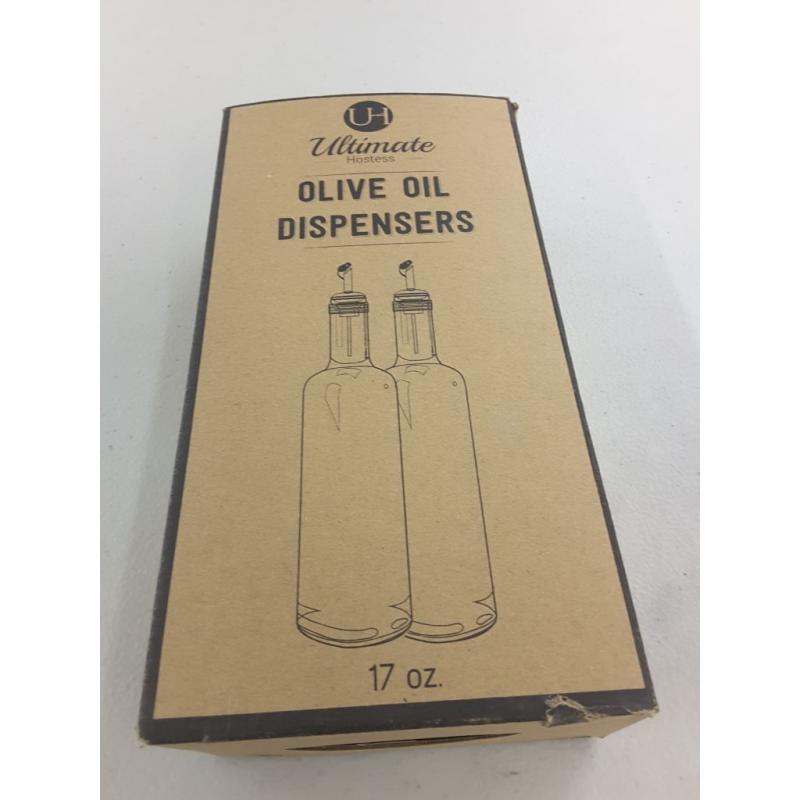 UH
Ultimate
Hostess
OLIVE OIL
DISPENSERS
17 oz.